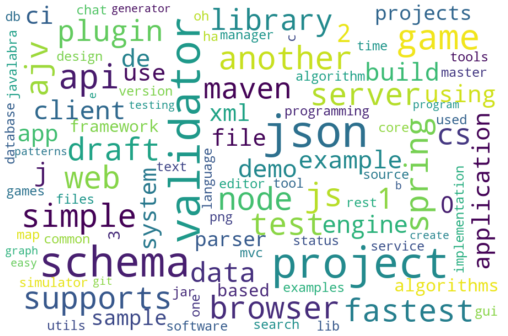 db
chat
generator
oh
library
projects
ci
plugin
ha
manager
c
2
game
javalabra
design
de
another
time
tools
ajv
api
use
maven
algorithm
build
master
version
validator
server
using
client
testing
xml
programming
database
app
framework
file
json
core
used
program
cs
draft
demo
example
spring
patterns
j
web
system
text
language
node
js
source
b
application
e
editor
tool
rest
1
0
implementation
games
files
simple
test
engine
png
map
common
3
parser
status
project
create
graph
schema
data
mvc
service
easy
simulator
git
jar
one
based
examples
algorithms
supports
browser
fastest
gui
utils
sample
software
search
lib